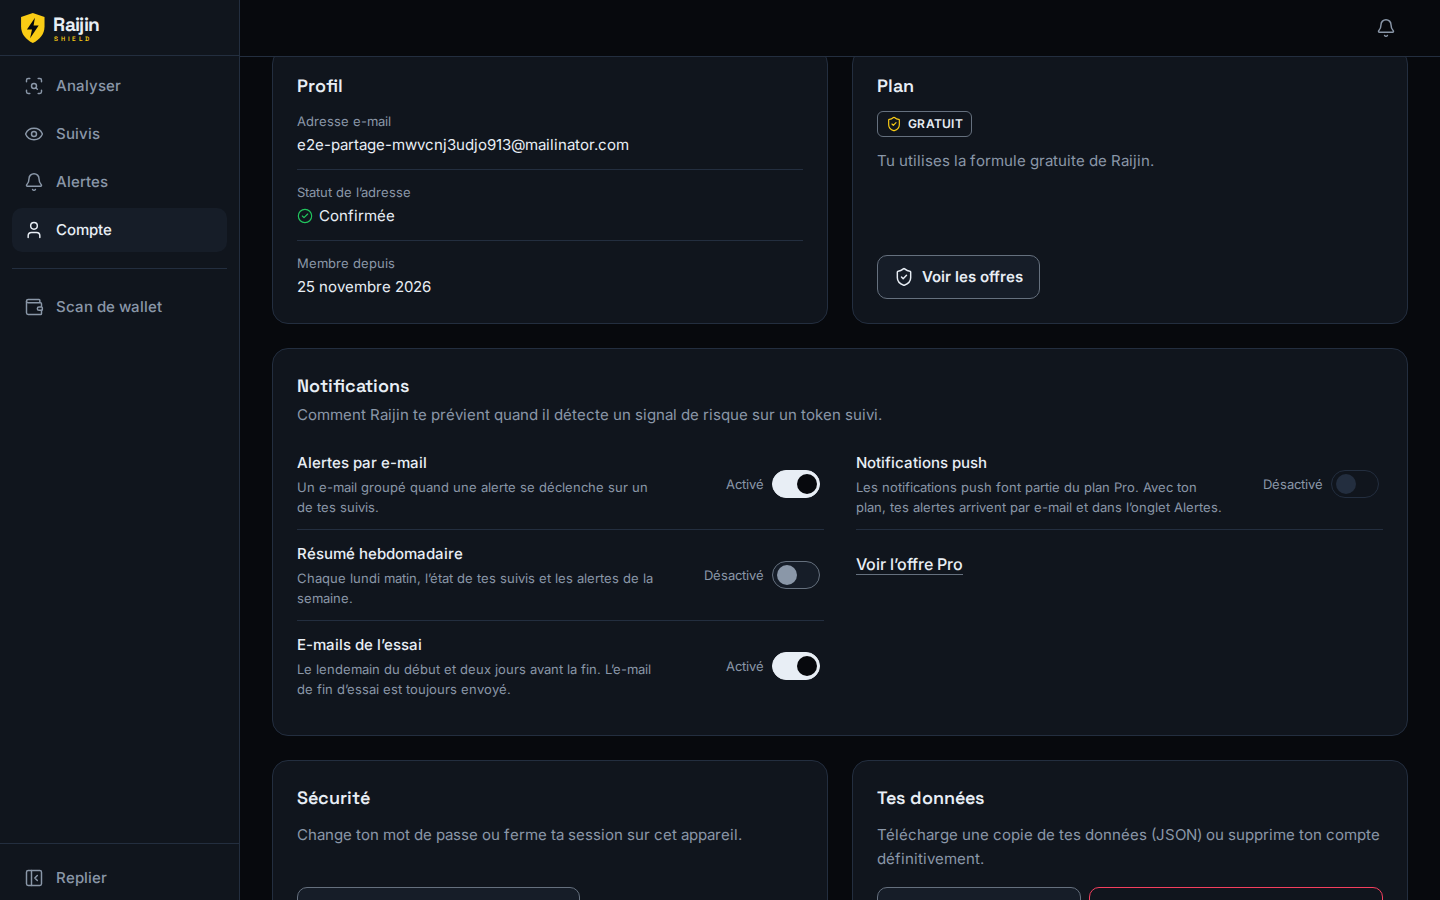 Raijin
SHIELD
Analyser
Suivis
Alertes
Compte
Scan de wallet
Replier
Profil
Adresse e-mail
e2e-partage-mwvcnj3udjo913@mailinator.com
Statut de l’adresse
Confirmée
Membre depuis
25 novembre 2026
Plan
GRATUIT
Tu utilises la formule gratuite de Raijin.
Voir les offres
Notifications
Comment Raijin te prévient quand il détecte un signal de risque sur un token suivi.
Alertes par e-mail
Un e-mail groupé quand une alerte se déclenche sur un
de tes suivis.
Activé
Résumé hebdomadaire
Chaque lundi matin, l’état de tes suivis et les alertes de la
semaine.
Désactivé
E-mails de l’essai
Le lendemain du début et deux jours avant la fin. L’e-mail
de fin d’essai est toujours envoyé.
Activé
Notifications push
Les notifications push font partie du plan Pro. Avec ton
plan, tes alertes arrivent par e-mail et dans l’onglet Alertes.
Désactivé
Voir l’offre Pro
Sécurité
Change ton mot de passe ou ferme ta session sur cet appareil.
Tes données
Télécharge une copie de tes données (JSON) ou supprime ton compte
définitivement.